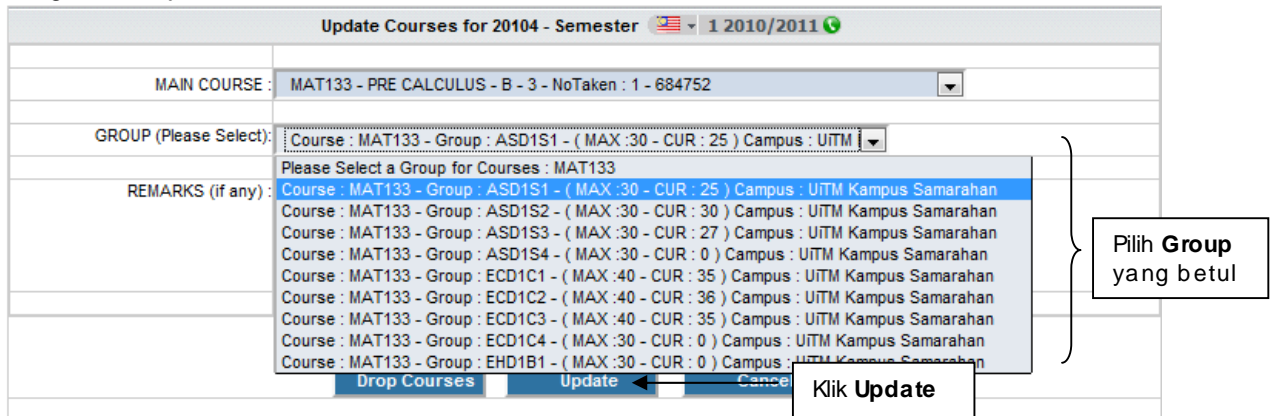 Update Courses for 20104 - Semester 1 2010/2011
MAIN COURSE : MAT133 - PRE CALCULUS - B - 3 - NoTaken : 1 - 684752
GROUP (Please Select): Course : MAT133 - Group : ASD1S1 - ( MAX :30 - CUR : 25 ) Campus : UiTM
Please Select a Group for Courses : MAT133
REMARKS (if any) : Course : MAT133 - Group : ASD1S1 - ( MAX :30 - CUR : 25 ) Campus : UiTM Kampus Samarahan
Course : MAT133 - Group : ASD1S2 - ( MAX :30 - CUR : 30 ) Campus : UiTM Kampus Samarahan
Course : MAT133 - Group : ASD1S3 - ( MAX :30 - CUR : 27 ) Campus : UiTM Kampus Samarahan
Course : MAT133 - Group : ASD1S4 - ( MAX :30 - CUR : 0 ) Campus : UiTM Kampus Samarahan
Course : MAT133 - Group : ECD1C1 - ( MAX :40 - CUR : 35 ) Campus : UiTM Kampus Samarahan
Course : MAT133 - Group : ECD1C2 - ( MAX :40 - CUR : 36 ) Campus : UiTM Kampus Samarahan
Course : MAT133 - Group : ECD1C3 - ( MAX :40 - CUR : 35 ) Campus : UiTM Kampus Samarahan
Course : MAT133 - Group : ECD1C4 - ( MAX :30 - CUR : 0 ) Campus : UiTM Kampus Samarahan
Course : MAT133 - Group : EHD1B1 - ( MAX :30 - CUR : 0 ) Campus : UiTM Kampus Samarahan
Pilih Group
yang betul
Drop Courses Update Cancel
Klik Update